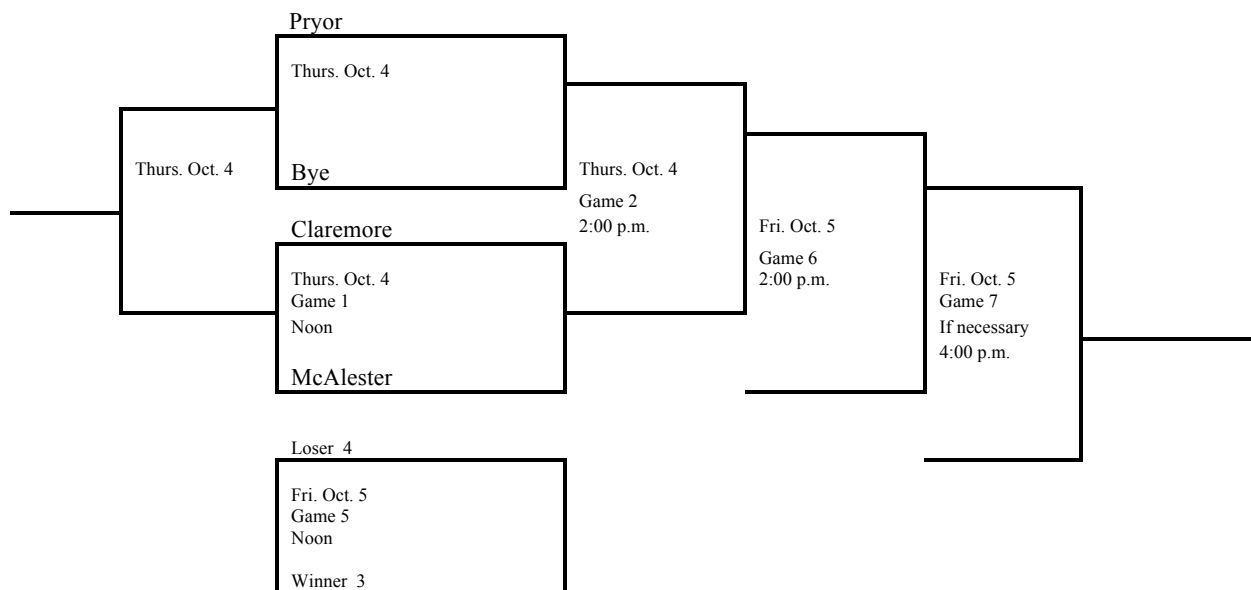 Pryor
Thurs. Oct. 4
Thurs. Oct. 4
Bye
Thurs. Oct. 4
Game 2
2:00 p.m.
Claremore
Thurs. Oct. 4
Game 1
Noon
McAlester
Fri. Oct. 5
Game 6
2:00 p.m.
Fri. Oct. 5
Game 7
If necessary
4:00 p.m.
Loser 4
Fri. Oct. 5
Game 5
Noon
Winner 3